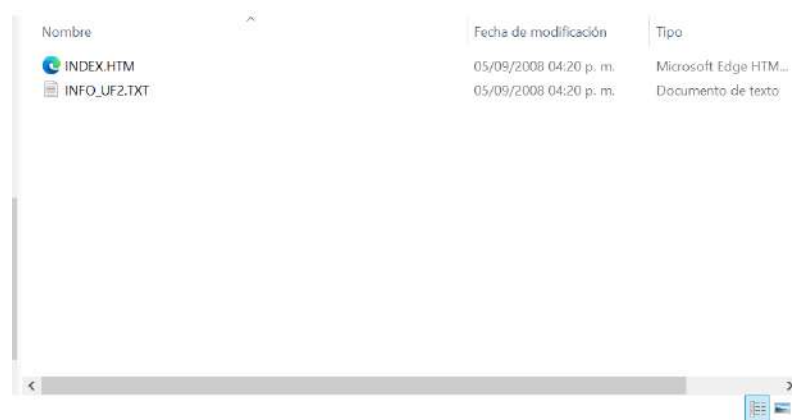 Nombre Fecha de modificación Tipo
INDEX.HTM 05/09/2008 04:20 p. m. Microsoft Edge HTM...
INFO_UF2.TXT 05/09/2008 04:20 p. m. Documento de texto